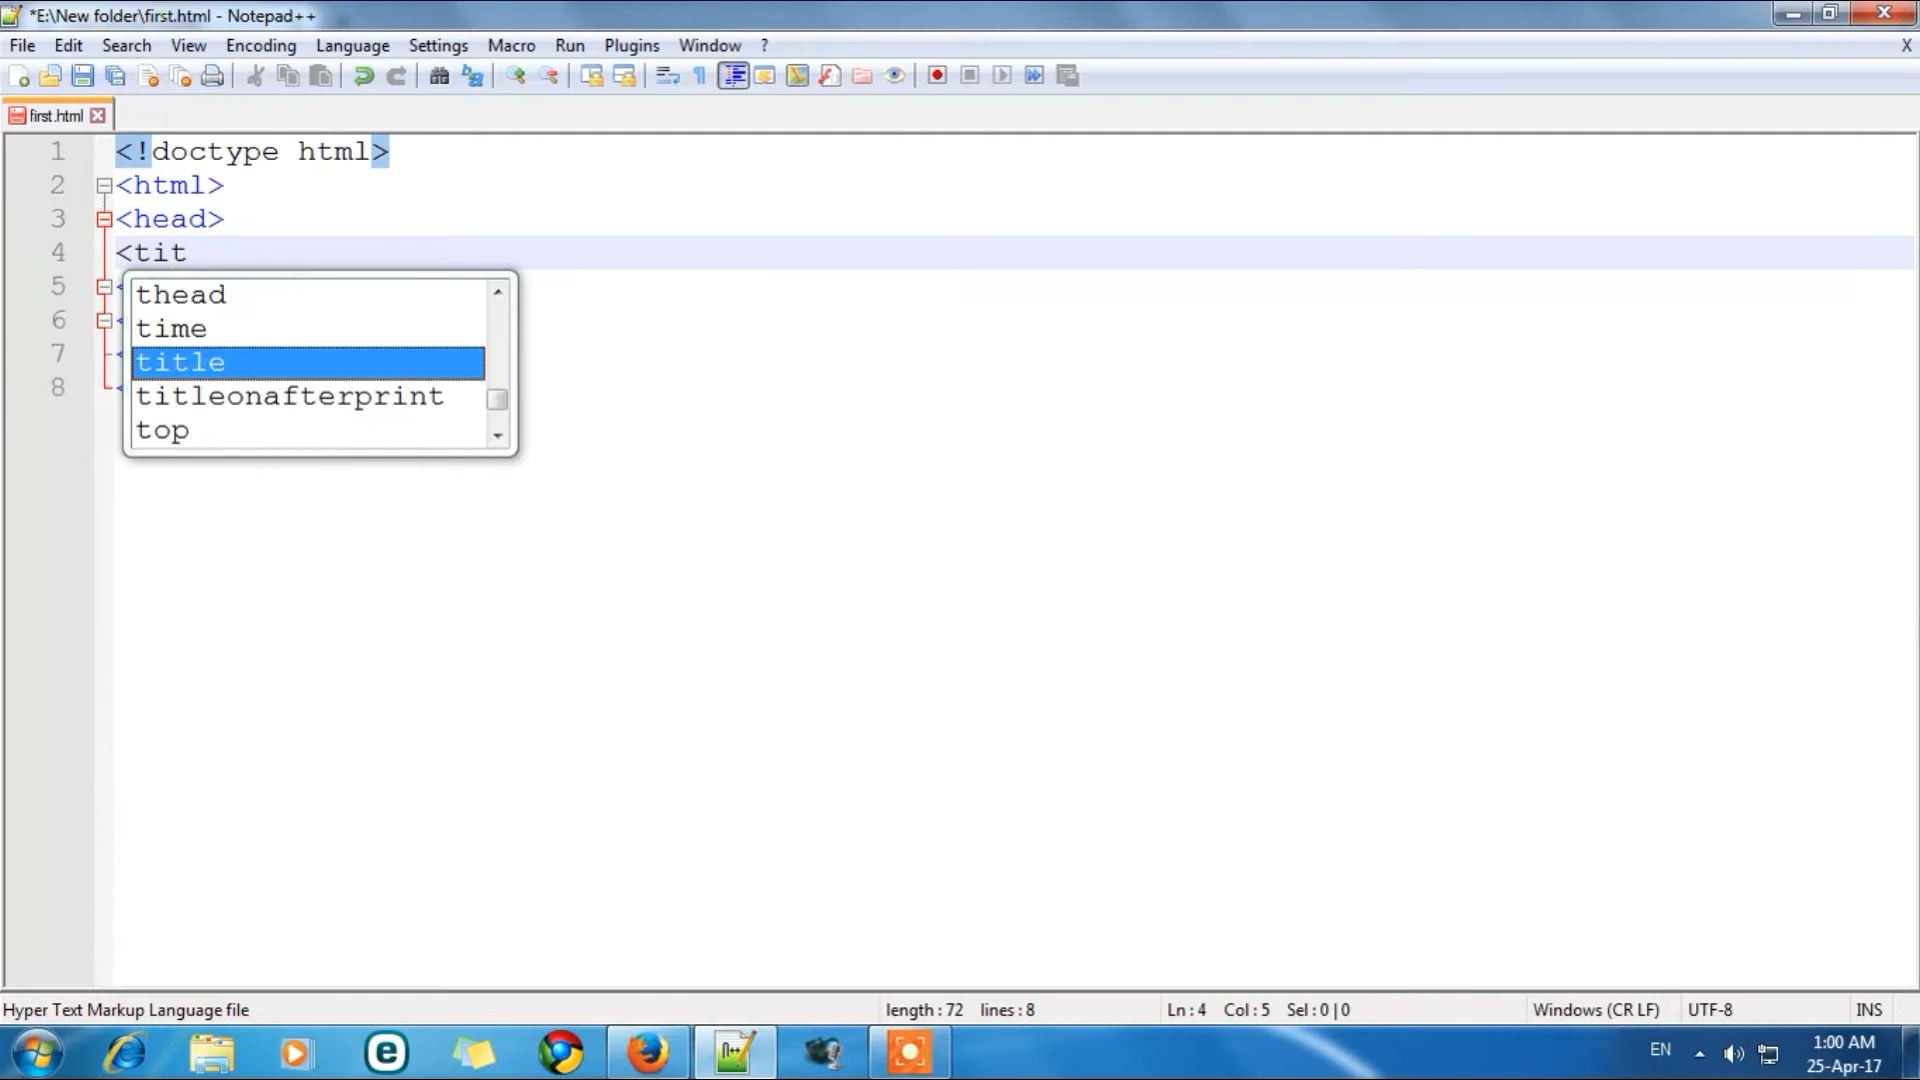 *E:\New folder\first.html - Notepad++
File Edit Search View Encoding Language Settings Macro Run Plugins Window ? X
first.html
1 <!doctype html>
2 <html>
3 <head>
4 <tit
5 <
6 <
7 <
8 <
thead
time
title
titleonafterprint
top
Hyper Text Markup Language file length : 72 lines : 8 Ln : 4 Col : 5 Sel : 0 | 0 Windows (CR LF) UTF-8 INS
EN 1:00 AM
25-Apr-17